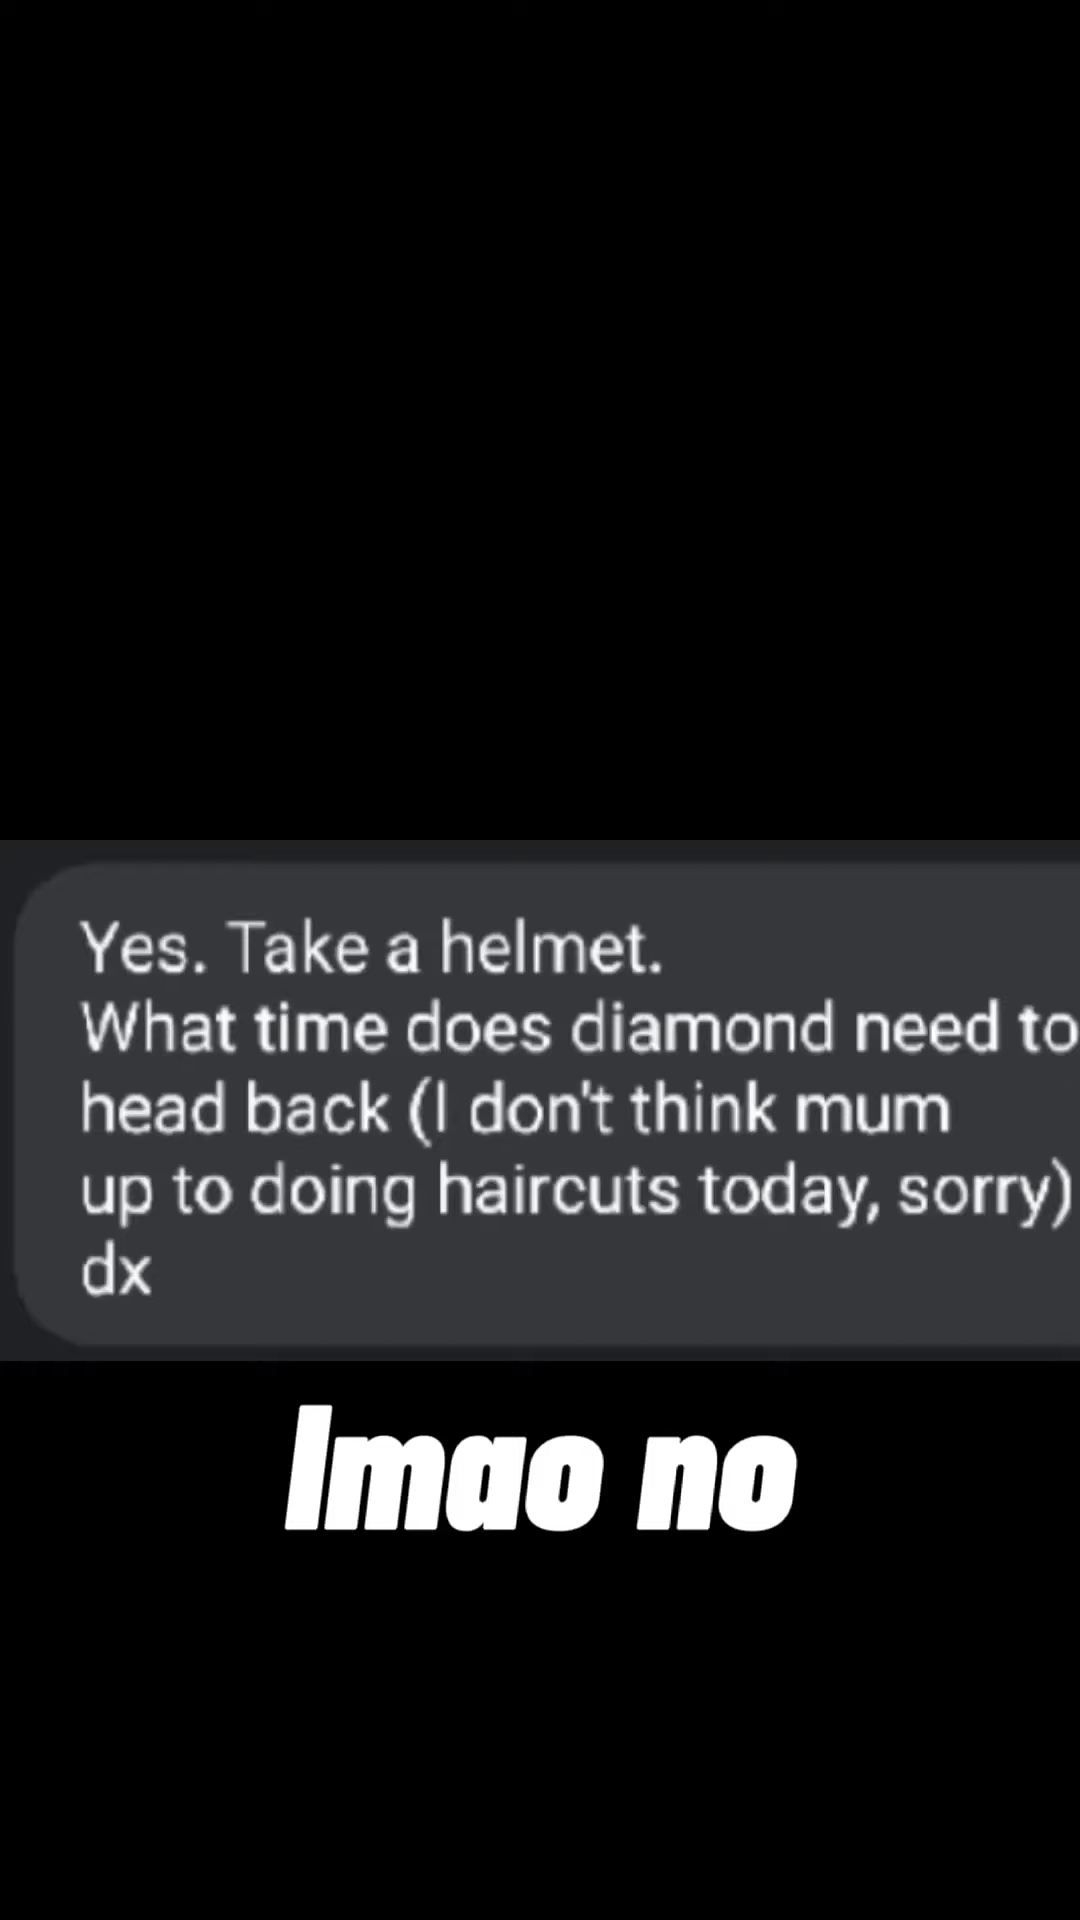 Yes. Take a helmet.
What time does diamond need to
head back (I don't think mum
up to doing haircuts today, sorry)
dx
lmao no